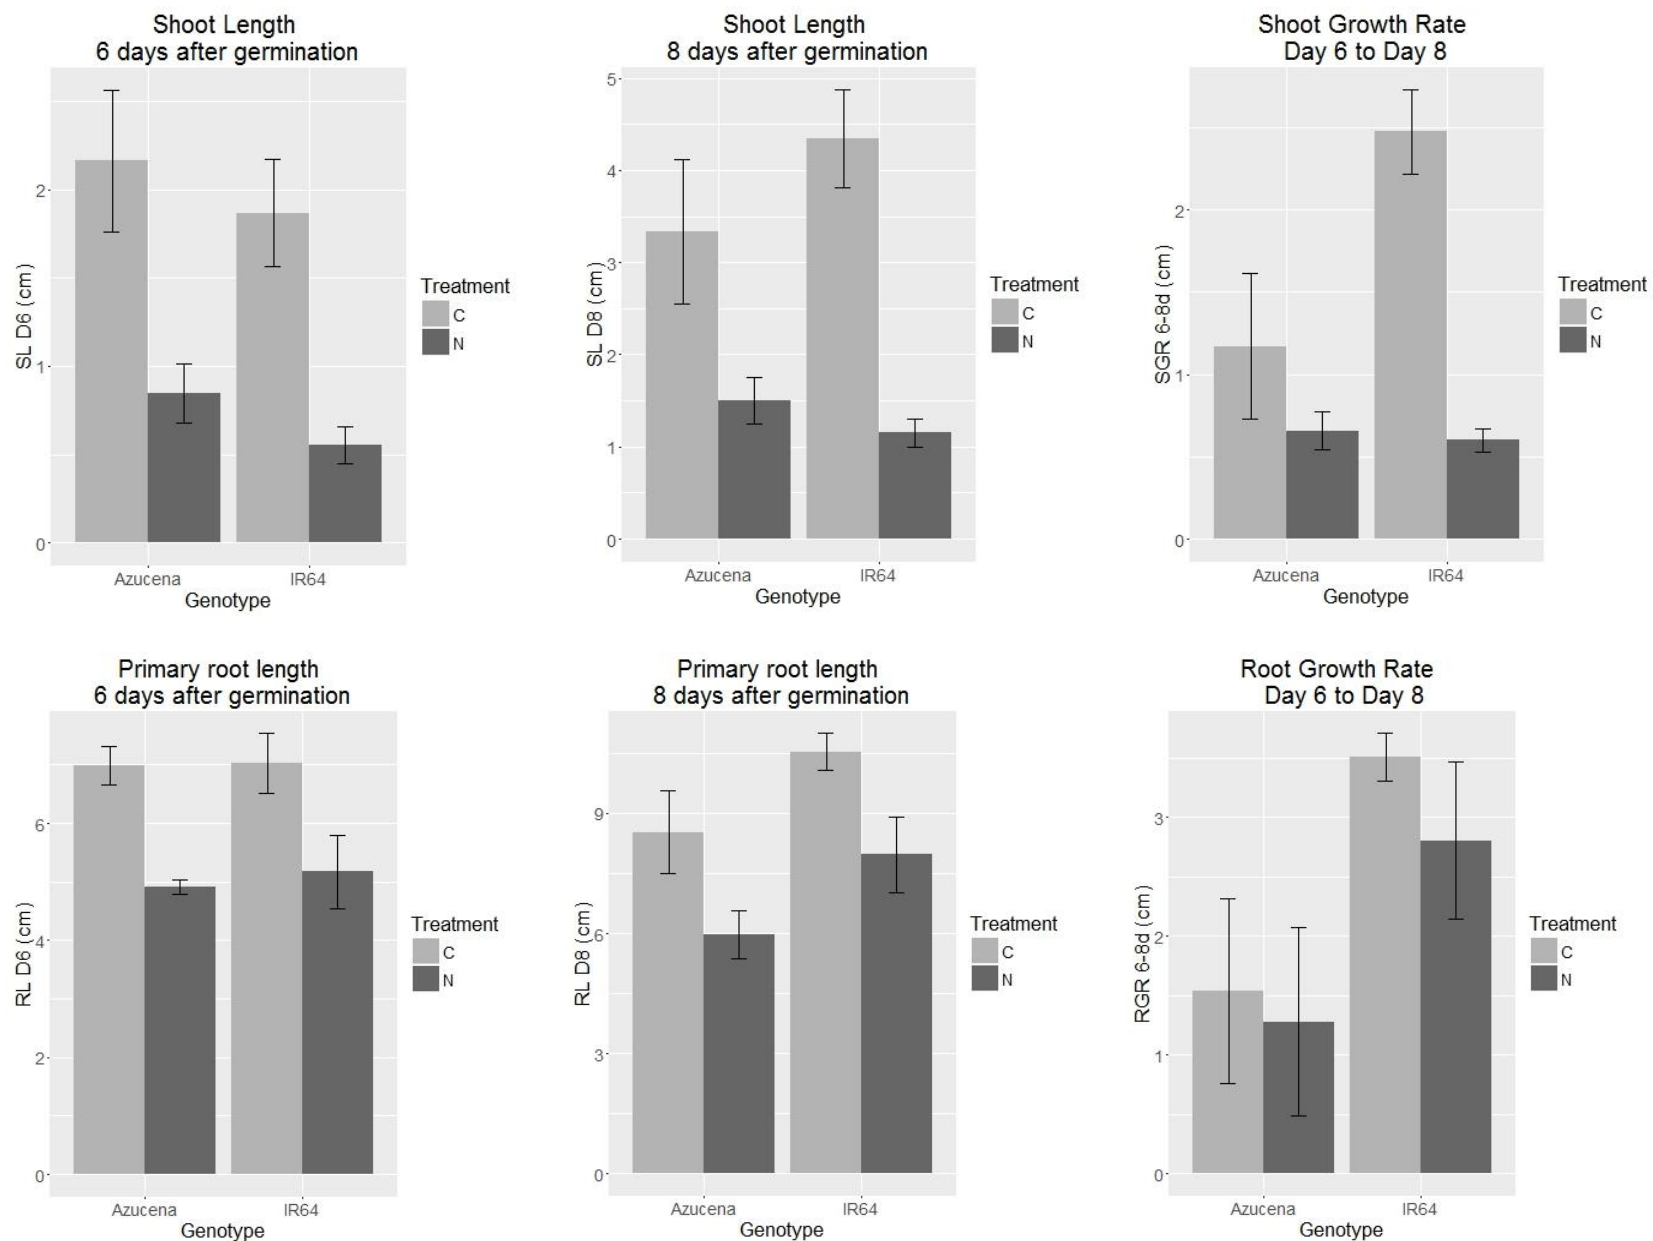 Shoot Length
6 days after germination
SL D6 (cm)
2
1
0
Azucena IR64
Genotype
Treatment
C
N
Shoot Length
8 days after germination
SL D8 (cm)
5
4
3
2
1
0
Azucena IR64
Genotype
Treatment
C
N
Shoot Growth Rate
Day 6 to Day 8
SGR 6-8d (cm)
2
1
0
Azucena IR64
Genotype
Treatment
C
N
Primary root length
6 days after germination
RL D6 (cm)
6
4
2
0
Azucena IR64
Genotype
Treatment
C
N
Primary root length
8 days after germination
RL D8 (cm)
9
6
3
0
Azucena IR64
Genotype
Treatment
C
N
Root Growth Rate
Day 6 to Day 8
RGR 6-8d (cm)
3
2
1
0
Azucena IR64
Genotype
Treatment
C
N